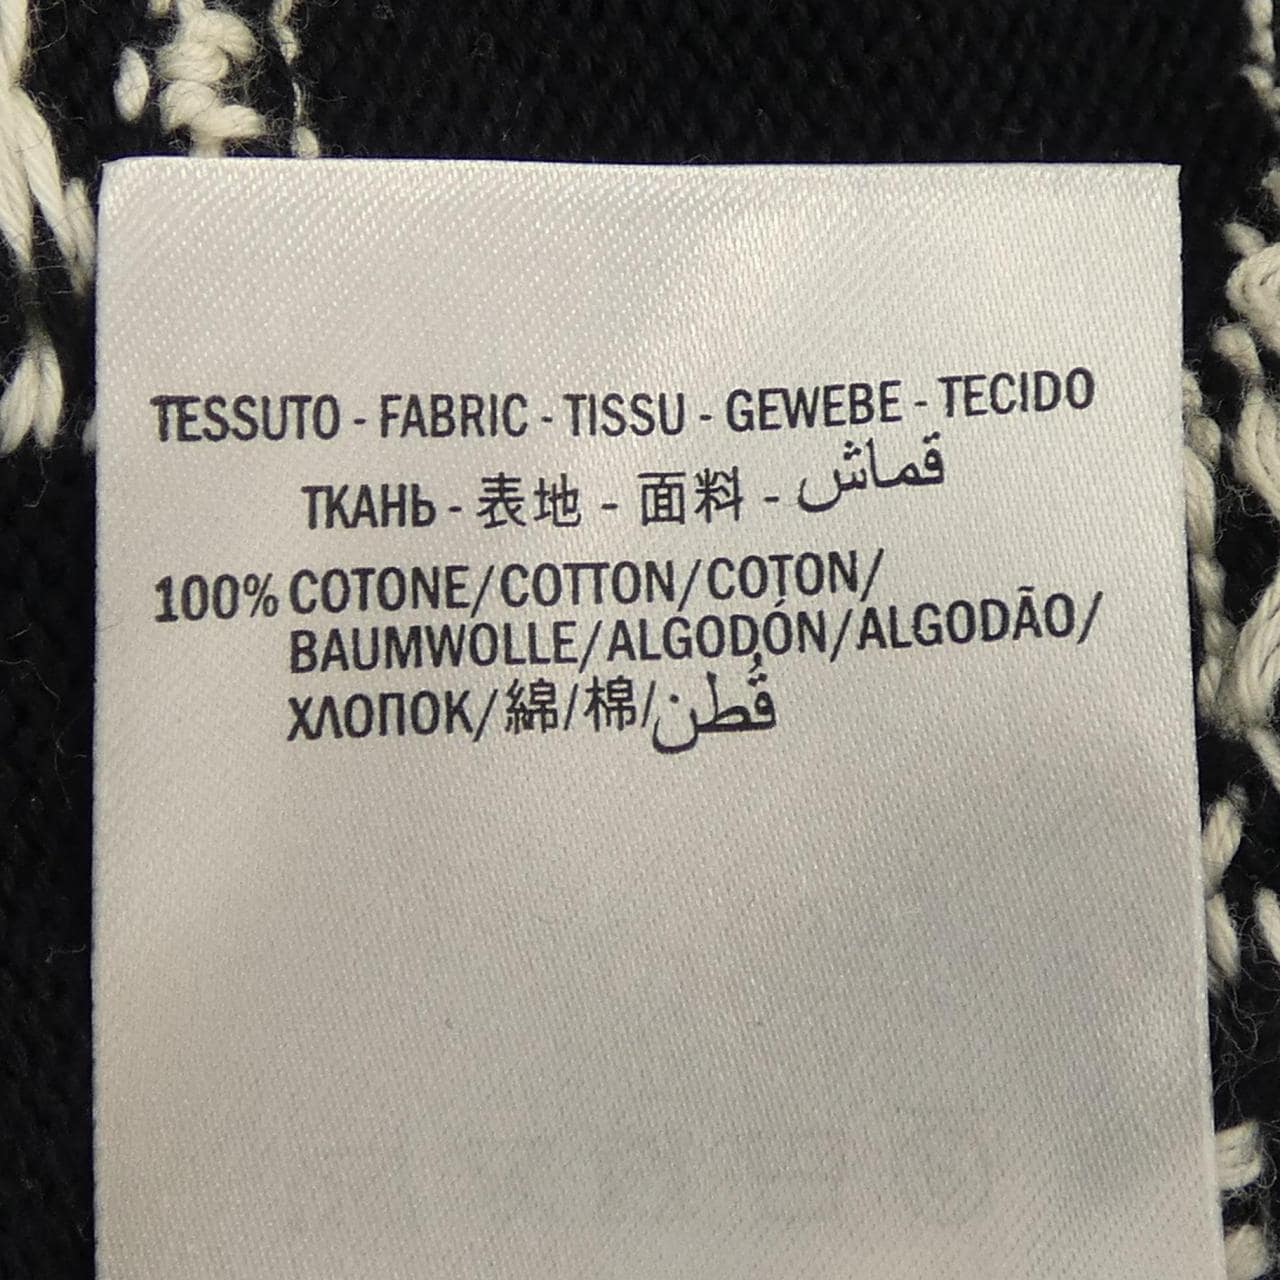 TESSUTO - FABRIC - TISSU - GEWEBE - TECIDO
ТКАНЬ - 表地 - 面料 - قماش
100% COTONE/COTTON/COTON/
BAUMWOLLE/ALGODÓN/ALGODÃO/
ХЛОПОК/綿/棉/قُطن